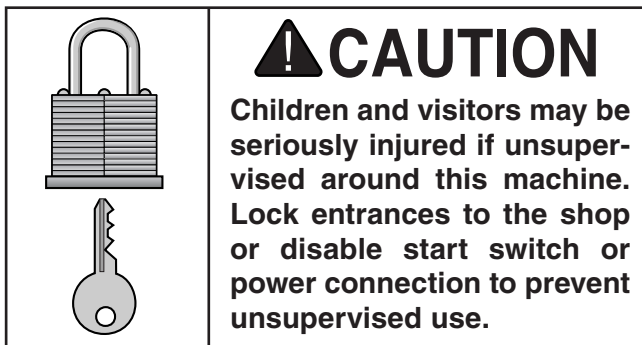 CAUTION
Children and visitors may be
seriously injured if unsuper-
vised around this machine.
Lock entrances to the shop
or disable start switch or
power connection to prevent
unsupervised use.